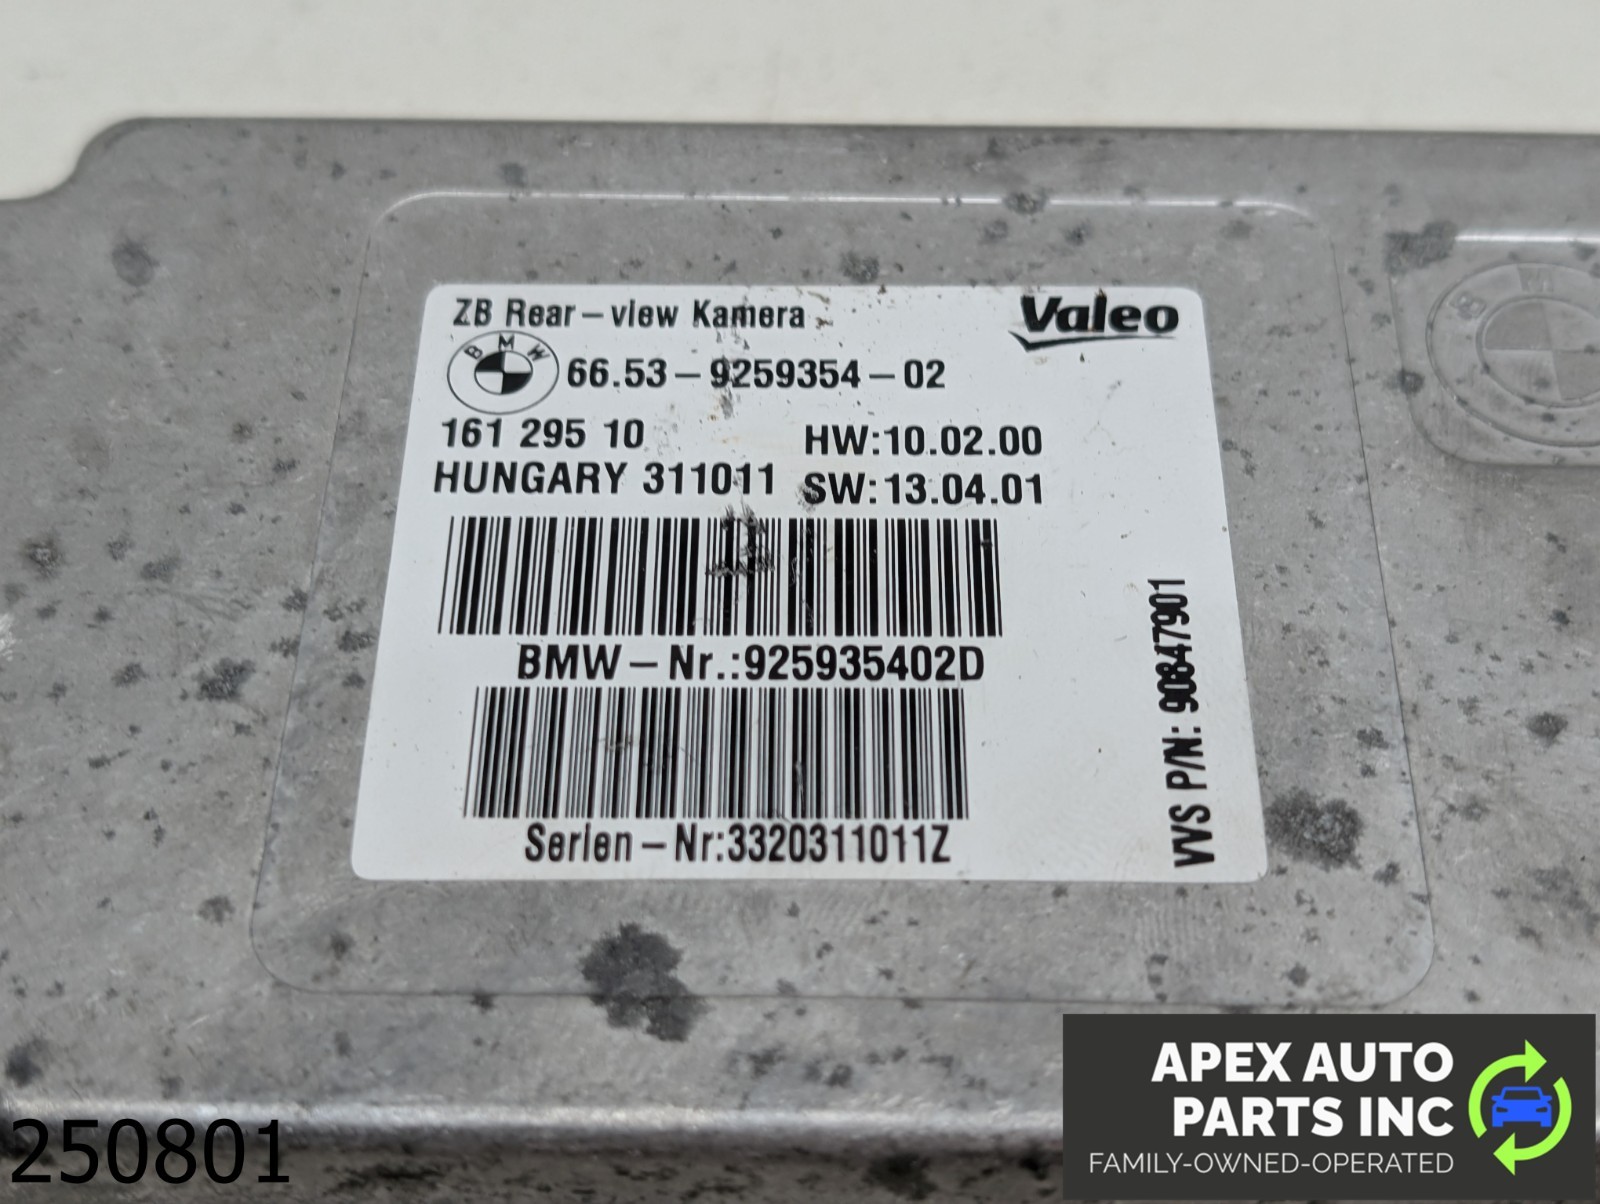 ZB Rear-view Kamera
Valeo
BMW
66.53-9259354-02
161 295 10
HW:10.02.00
HUNGARY 311011
SW:13.04.01
BMW-Nr.:925935402D
Serien-Nr:3320311011Z
VVS P/N: 90847901
BM
250801
APEX AUTO
PARTS INC
FAMILY-OWNED-OPERATED